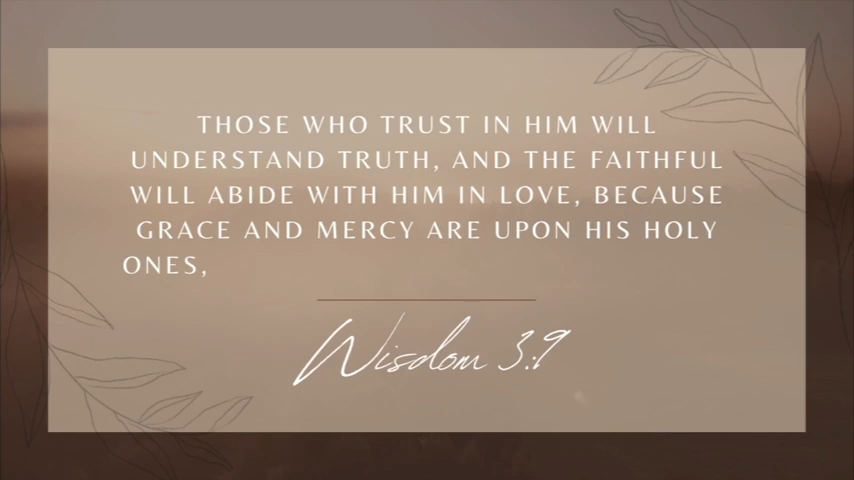 THOSE WHO TRUST IN HIM WILL
UNDERSTAND TRUTH, AND THE FAITHFUL
WILL ABIDE WITH HIM IN LOVE, BECAUSE
GRACE AND MERCY ARE UPON HIS HOLY
ONES,
Wisdom 3:9